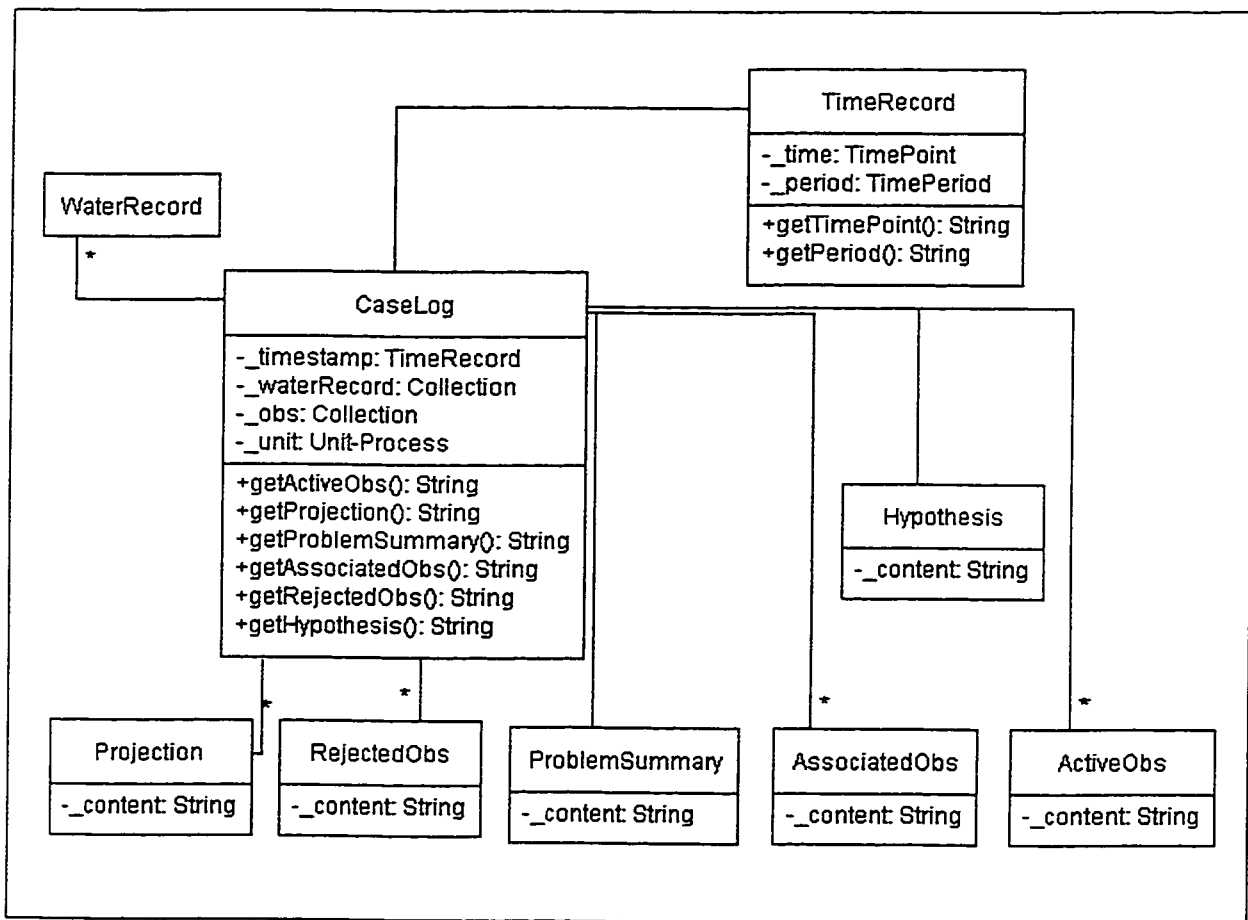 TimeRecord
-_time: TimePoint
-_period: TimePeriod
+getTimePoint(): String
+getPeriod(): String
WaterRecord
*
CaseLog
-_timestamp: TimeRecord
-_waterRecord: Collection
-_obs: Collection
-_unit: Unit-Process
+getActiveObs(): String
+getProjection(): String
+getProblemSummary(): String
+getAssociatedObs(): String
+getRejectedObs(): String
+getHypothesis(): String
Hypothesis
-_content: String
*
*
*
*
Projection
-_content: String
RejectedObs
-_content: String
ProblemSummary
-_content: String
AssociatedObs
-_content: String
ActiveObs
-_content: String